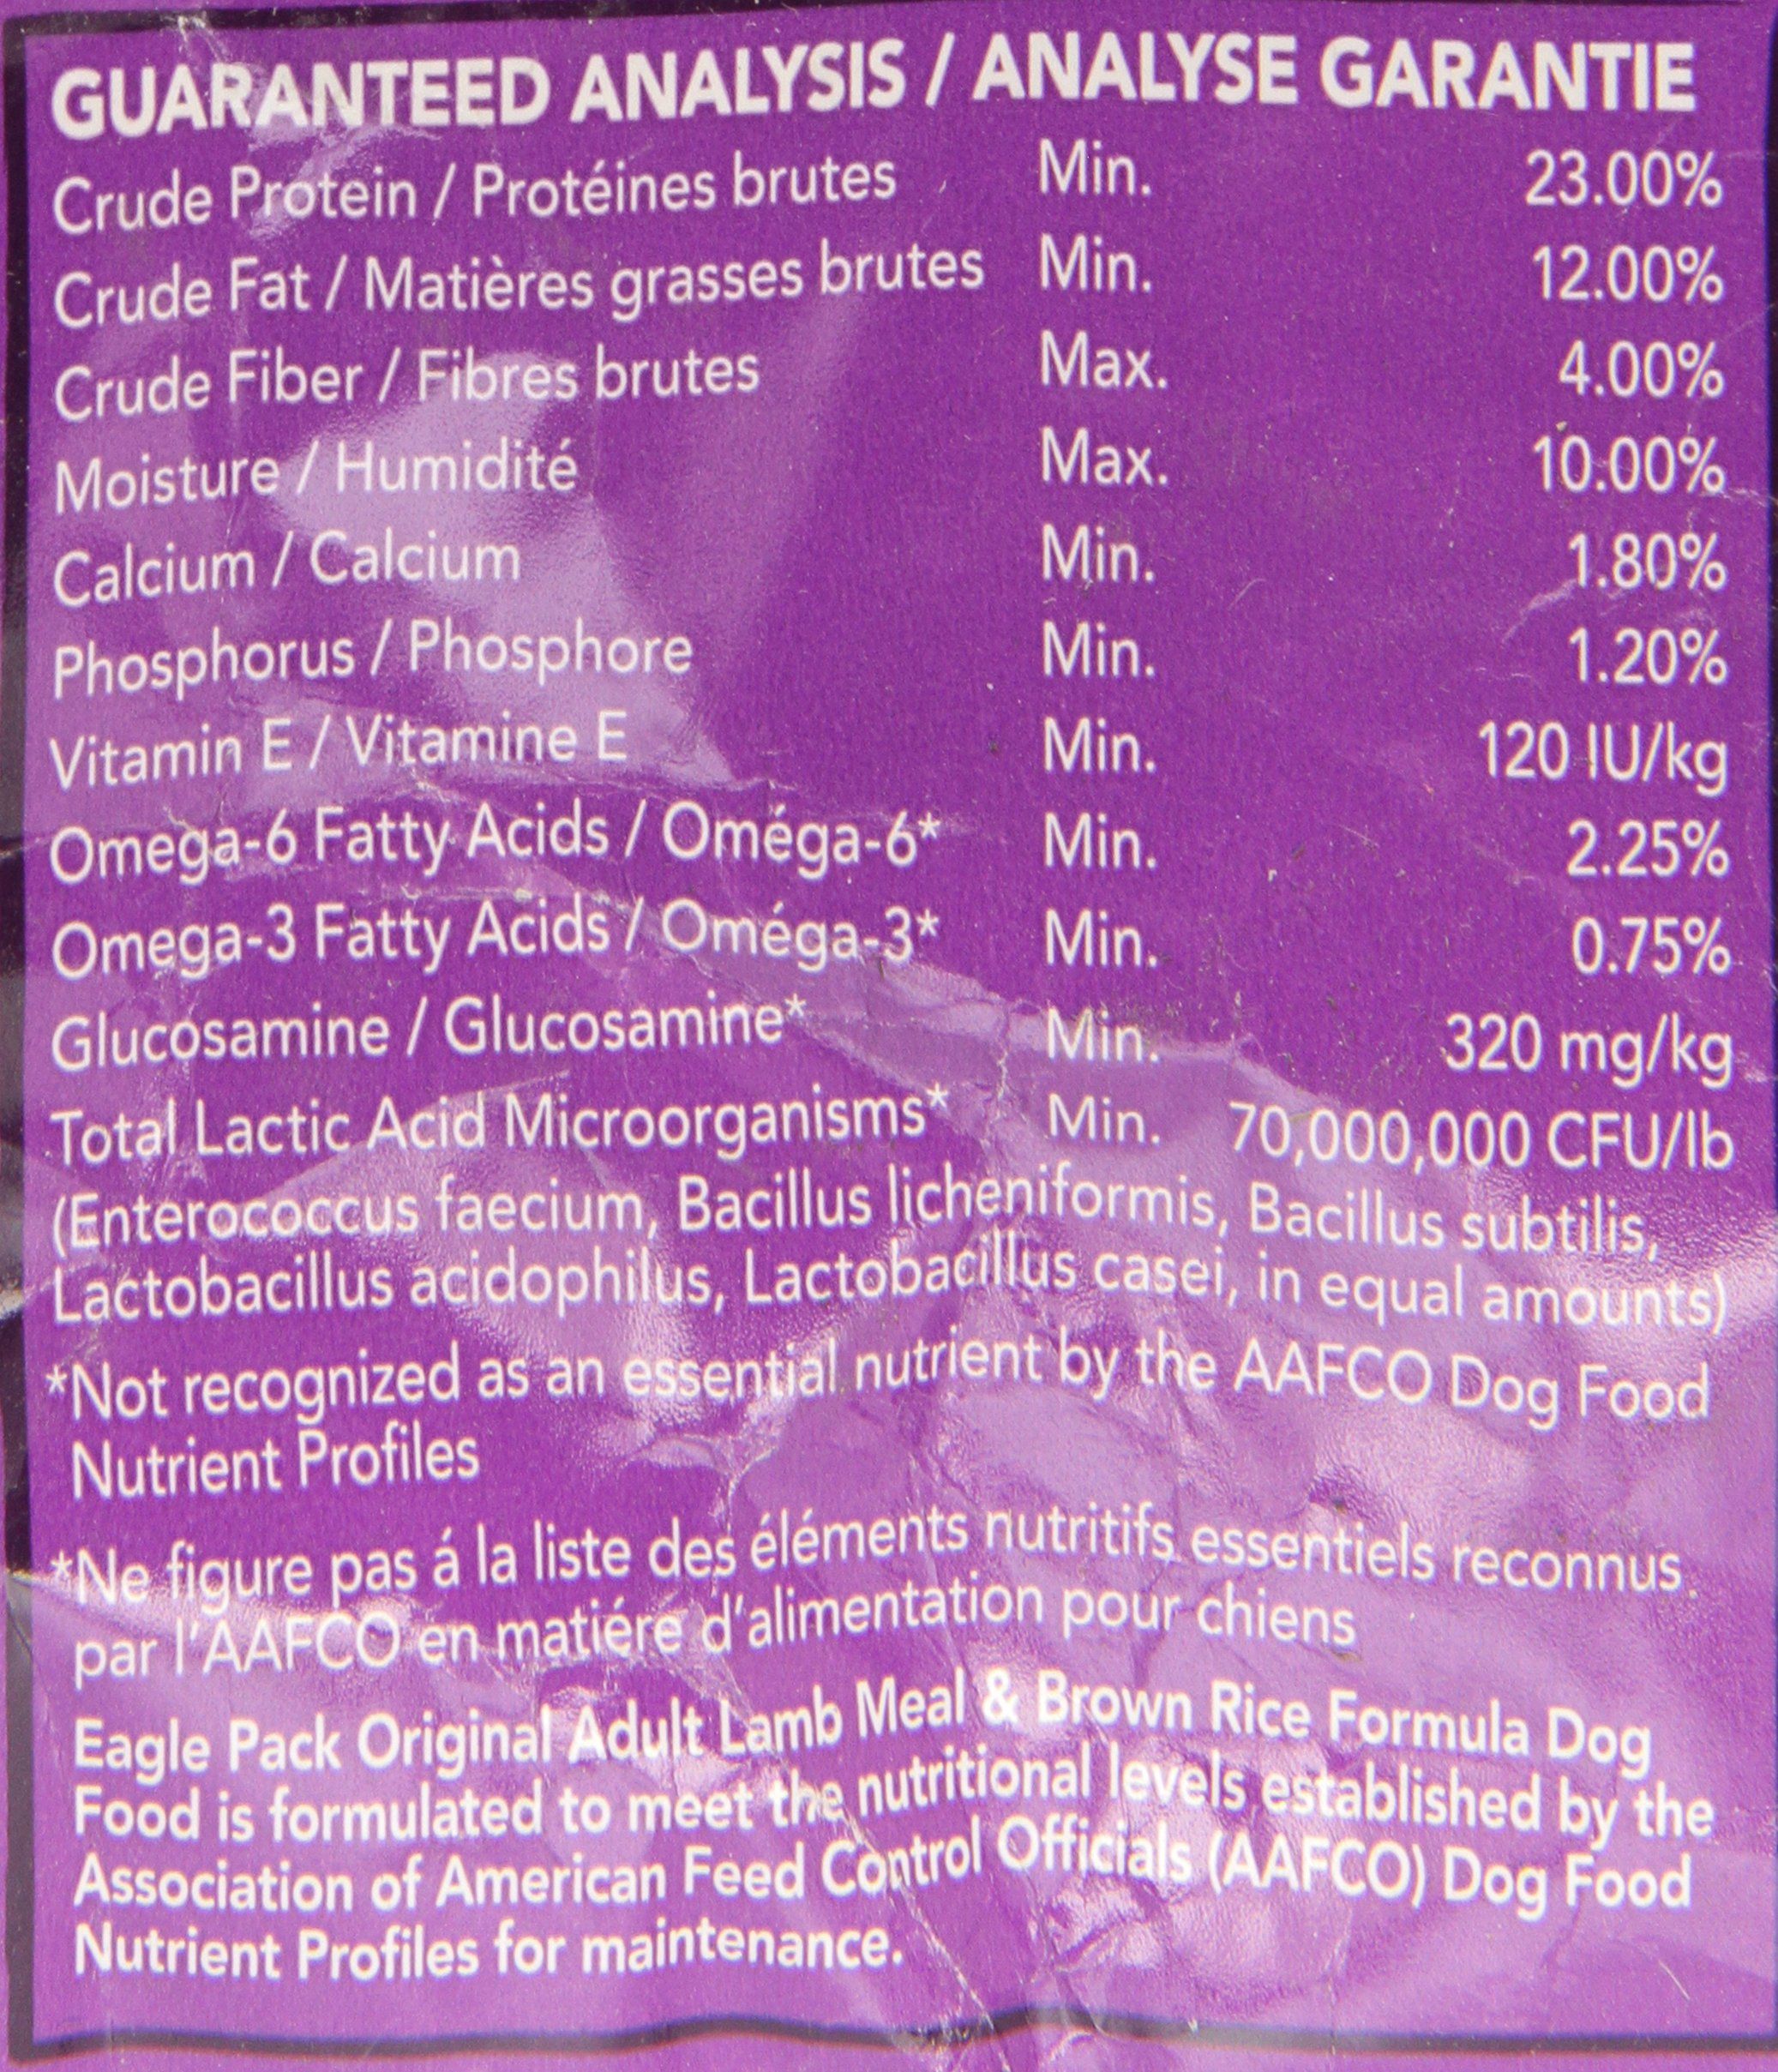 GUARANTEED ANALYSIS / ANALYSE GARANTIE
Crude Protein / Protéines brutes Min. 23.00%
Crude Fat / Matières grasses brutes Min. 12.00%
Crude Fiber / Fibres brutes Max. 4.00%
Moisture / Humidité Max. 10.00%
Calcium / Calcium Min. 1.80%
Phosphorus / Phosphore Min. 1.20%
Vitamin E / Vitamine E Min. 120 IU/kg
Omega-6 Fatty Acids / Oméga-6* Min. 2.25%
Omega-3 Fatty Acids / Oméga-3* Min. 0.75%
Glucosamine / Glucosamine* Min. 320 mg/kg
Total Lactic Acid Microorganisms* Min. 70,000,000 CFU/lb
(Enterococcus faecium, Bacillus licheniformis, Bacillus subtilis,
Lactobacillus acidophilus, Lactobacillus casei, in equal amounts)
*Not recognized as an essential nutrient by the AAFCO Dog Food
Nutrient Profiles
*Ne figure pas á la liste des éléments nutritifs essentiels reconnus
par l'AAFCO en matiére d'alimentation pour chiens
Eagle Pack Original Adult Lamb Meal & Brown Rice Formula Dog
Food is formulated to meet the nutritional levels established by the
Association of American Feed Control Officials (AAFCO) Dog Food
Nutrient Profiles for maintenance.